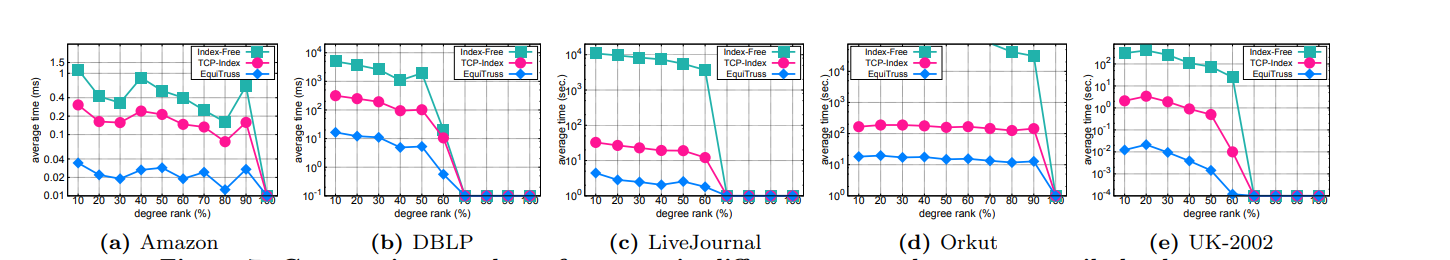 Index-Free
TCP-Index
EquiTruss
1.5
1
0.4
0.2
0.1
0.04
0.02
0.01
average time (ms)
10 20 30 40 50 60 70 80 90 100
degree rank (%)
(a) Amazon
Index-Free
TCP-Index
EquiTruss
10^4
10^3
10^2
10^1
10^0
10^-1
average time (ms)
10 20 30 40 50 60 70 80 90 100
degree rank (%)
(b) DBLP
Index-Free
TCP-Index
EquiTruss
10^4
10^3
10^2
10^1
10^0
average time (sec.)
10 20 30 40 50 60 70 80 90 100
degree rank (%)
(c) LiveJournal
Index-Free
TCP-Index
EquiTruss
10^4
10^3
10^2
10^1
10^0
average time (sec.)
10 20 30 40 50 60 70 80 90 100
degree rank (%)
(d) Orkut
Index-Free
TCP-Index
EquiTruss
10^2
10^1
10^0
10^-1
10^-2
10^-3
10^-4
average time (sec.)
10 20 30 40 50 60 70 80 90 100
degree rank (%)
(e) UK-2002